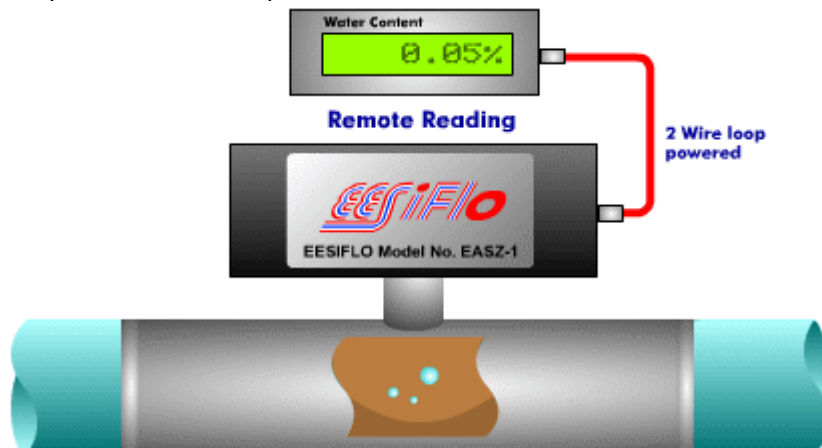 Water Content
0.05%
Remote Reading
2 Wire loop
powered
EESiFlo
EESIFLO Model No. EASZ-1